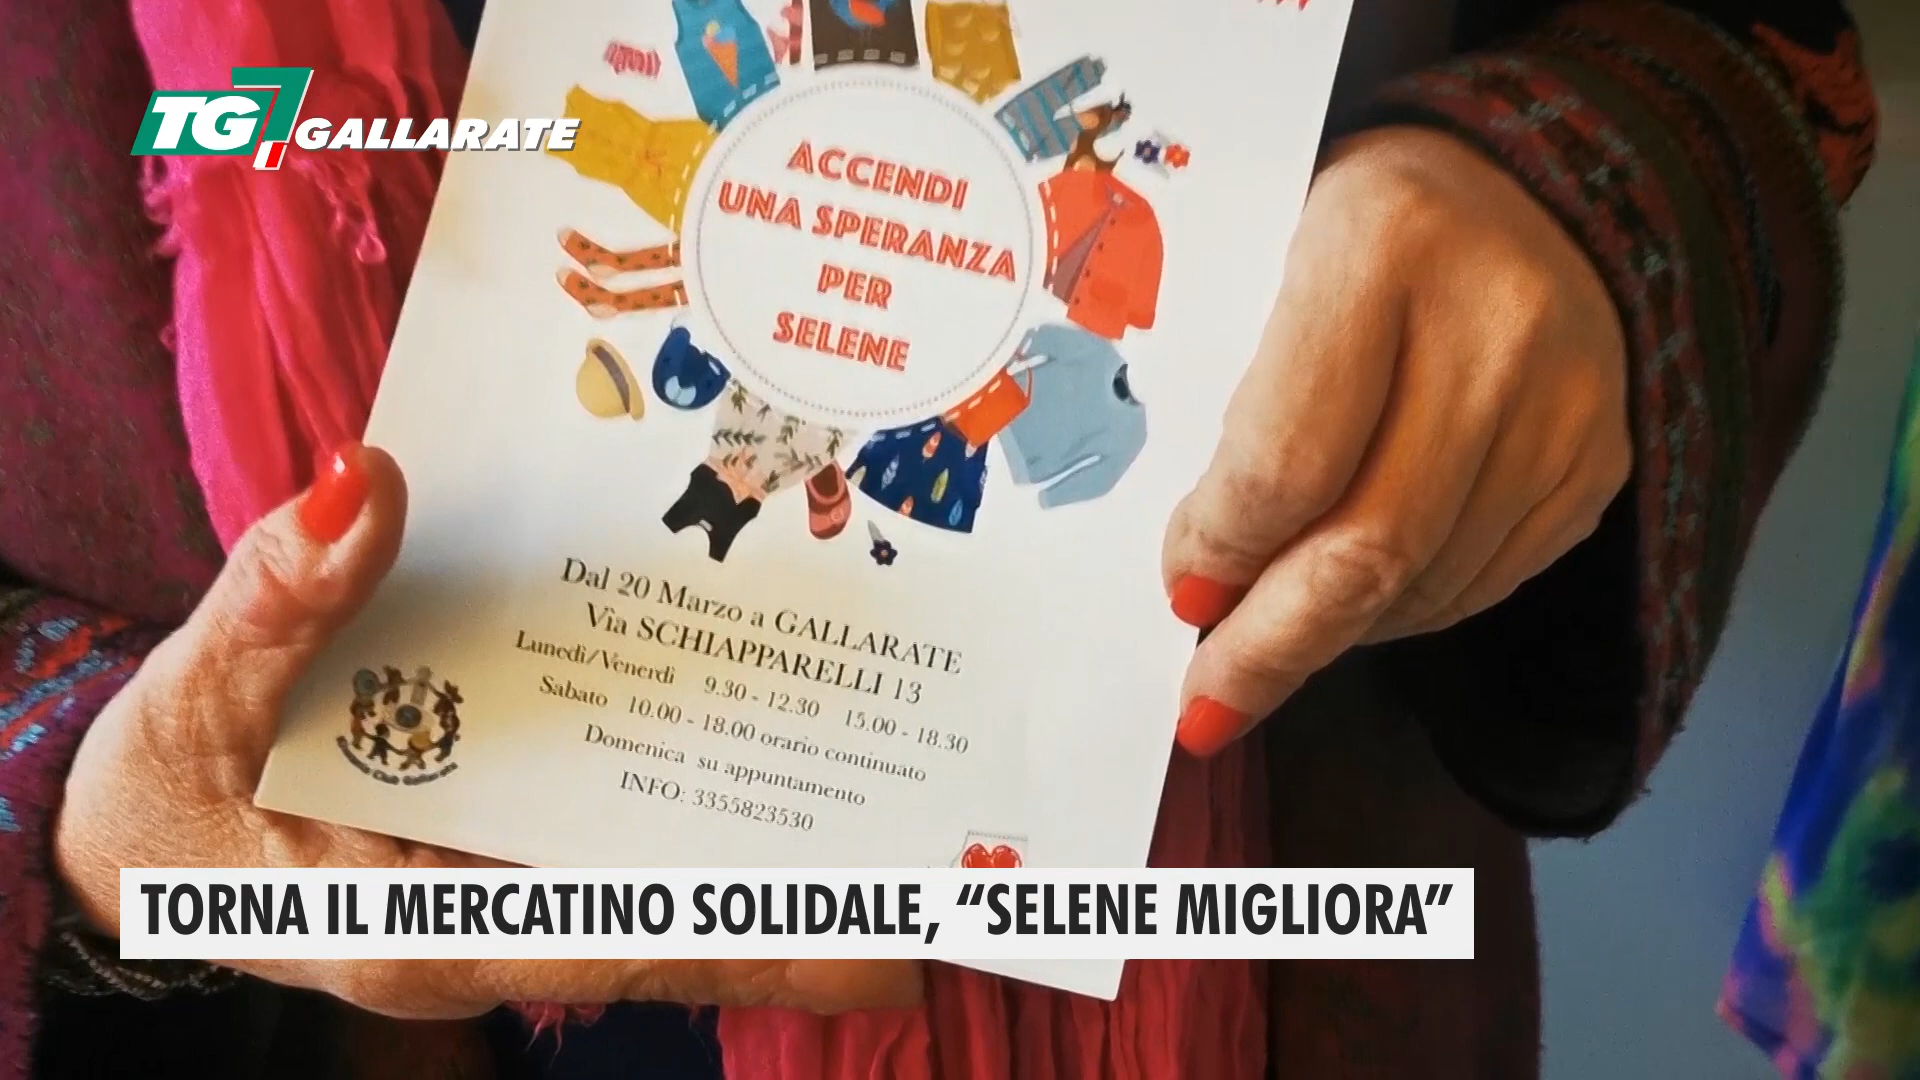 TG7 GALLARATE
ACCENDI
UNA SPERANZA
PER
SELENE
Dal 20 Marzo a GALLARATE
Via SCHIAPPARELLI 13
Lunedì/Venerdì 9.30 - 12.30 15.00 - 18.30
Sabato 10.00 - 18.00 orario continuato
Domenica su appuntamento
INFO: 3355823530
TORNA IL MERCATINO SOLIDALE, “SELENE MIGLIORA”